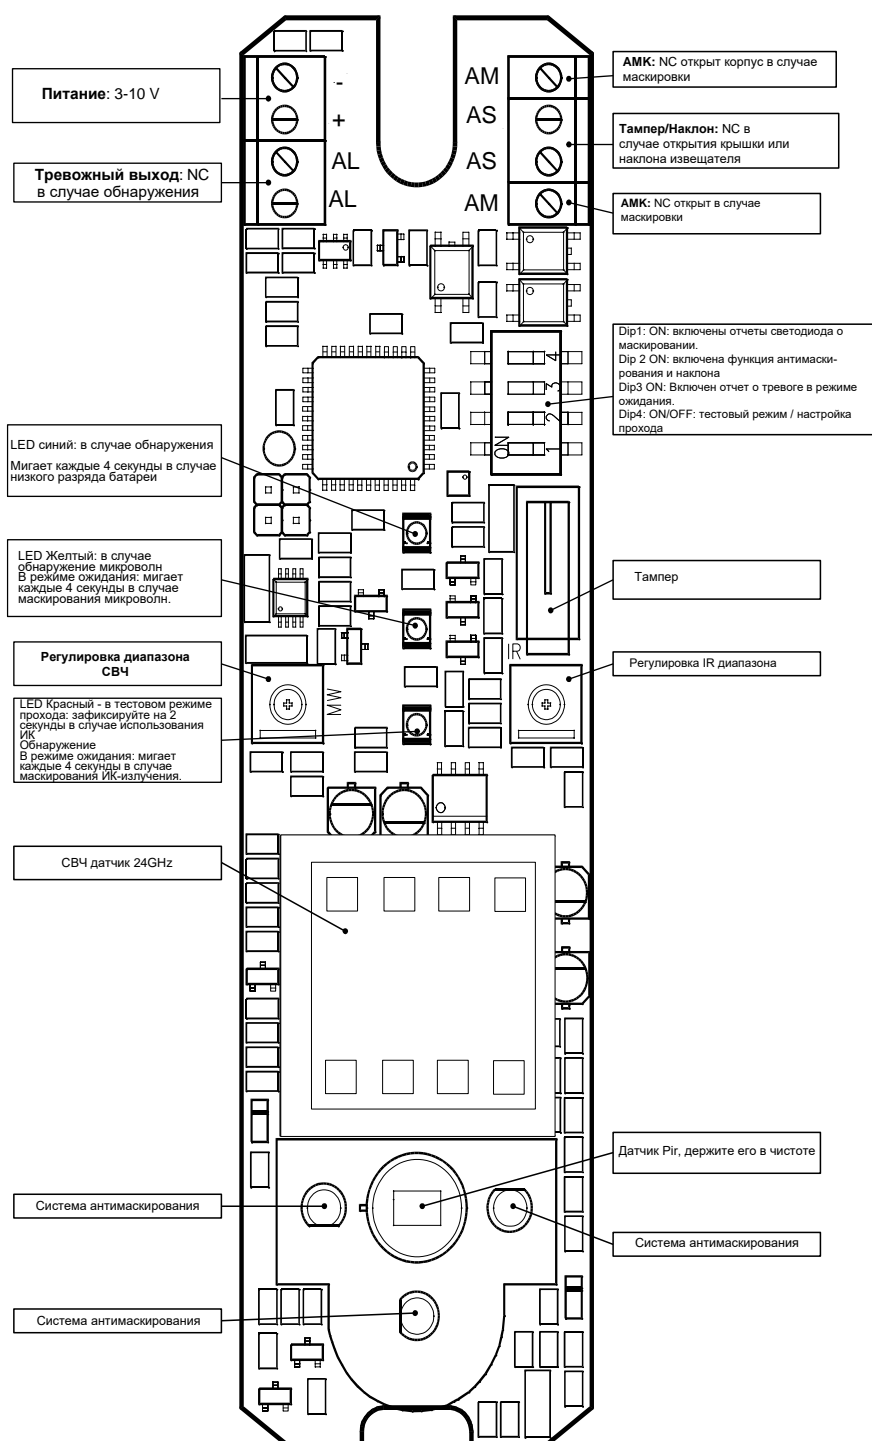 Питание: 3-10 V
-
+
Тревожный выход: NC
в случае обнаружения
AL
AL
AM
AS
AS
AM
АМК: NC открыт корпус в случае
маскировки
Тампер/Наклон: NC в
случае открытия крышки или
наклона извещателя
АМК: NC открыт в случае
маскировки
Dip1: ON: включены отчеты светодиода о
маскировании.
Dip 2 ON: включена функция антимаски-
рования и наклона
Dip3 ON: Включен отчет о тревоге в режиме
ожидания.
Dip4: ON/OFF: тестовый режим / настройка
прохода
4
3
2
1
ON
LED синий: в случае обнаружения
Мигает каждые 4 секунды в случае
низкого разряда батареи
LED Желтый: в случае
обнаружение микроволн
В режиме ожидания: мигает
каждые 4 секунды в случае
маскирования микроволн.
Тампер
Регулировка диапазона
СВЧ
MW
IR
Регулировка IR диапазона
LED Красный - в тестовом режиме
прохода: зафиксируйте на 2
секунды в случае использования
ИК
Обнаружение
В режиме ожидания: мигает
каждые 4 секунды в случае
маскирования ИК-излучения.
СВЧ датчик 24GHz
Датчик Pir, держите его в чистоте
Система антимаскирования
Система антимаскирования
Система антимаскирования